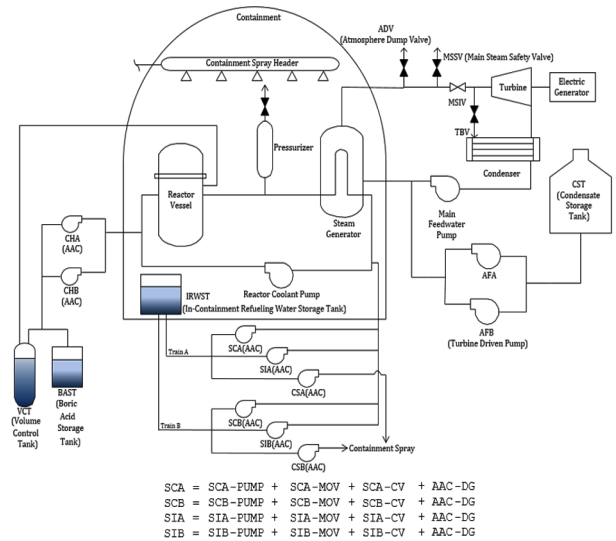 Containment
ADV
(Atmosphere Dump Valve)
MSSV (Main Steam Safety Valve)
Containment Spray Header
Turbine
Electric
Generator
MSIV
TBV
Pressurizer
Condenser
CST
(Condensate
Storage
Tank)
Reactor
Vessel
Steam
Generator
Main
Feedwater
Pump
CHA
(AAC)
CHB
(AAC)
AFA
AFB
(Turbine Driven Pump)
IRWST
(In-Containment Refueling Water Storage Tank)
Reactor Coolant Pump
SCA(AAC)
Train A
SIA(AAC)
CSA(AAC)
SCB(AAC)
Train B
SIB(AAC)
CSB(AAC)
Containment Spray
VCT
(Volume
Control
Tank)
BAST
(Boric
Acid
Storage
Tank)
SCA = SCA-PUMP + SCA-MOV + SCA-CV + AAC-DG
SCB = SCB-PUMP + SCB-MOV + SCB-CV + AAC-DG
SIA = SIA-PUMP + SIA-MOV + SIA-CV + AAC-DG
SIB = SIB-PUMP + SIB-MOV + SIB-CV + AAC-DG